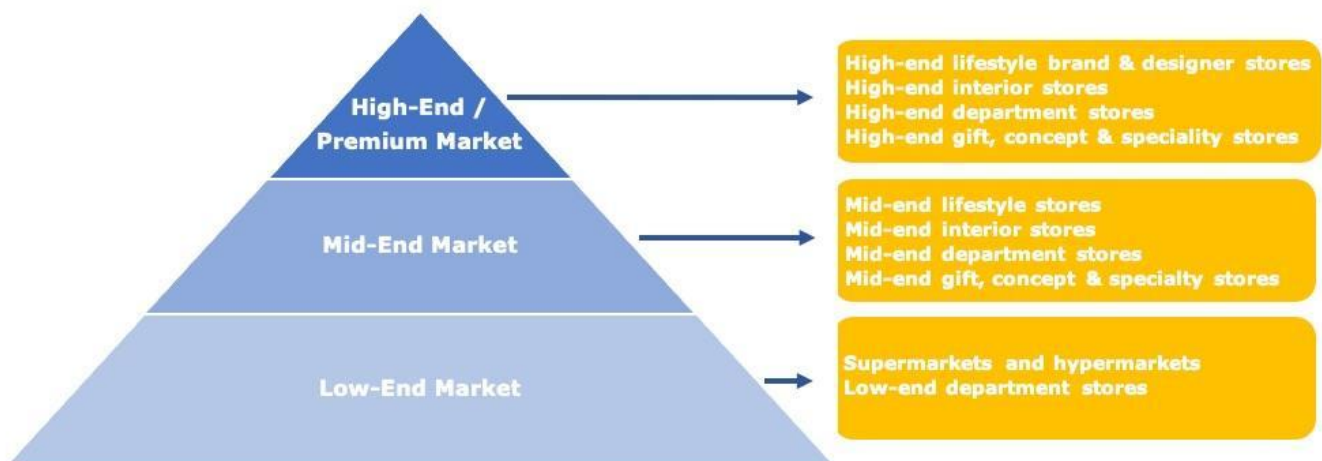 High-End /
Premium Market
High-end lifestyle brand & designer stores
High-end interior stores
High-end department stores
High-end gift, concept & speciality stores
Mid-End Market
Mid-end lifestyle stores
Mid-end interior stores
Mid-end department stores
Mid-end gift, concept & specialty stores
Low-End Market
Supermarkets and hypermarkets
Low-end department stores